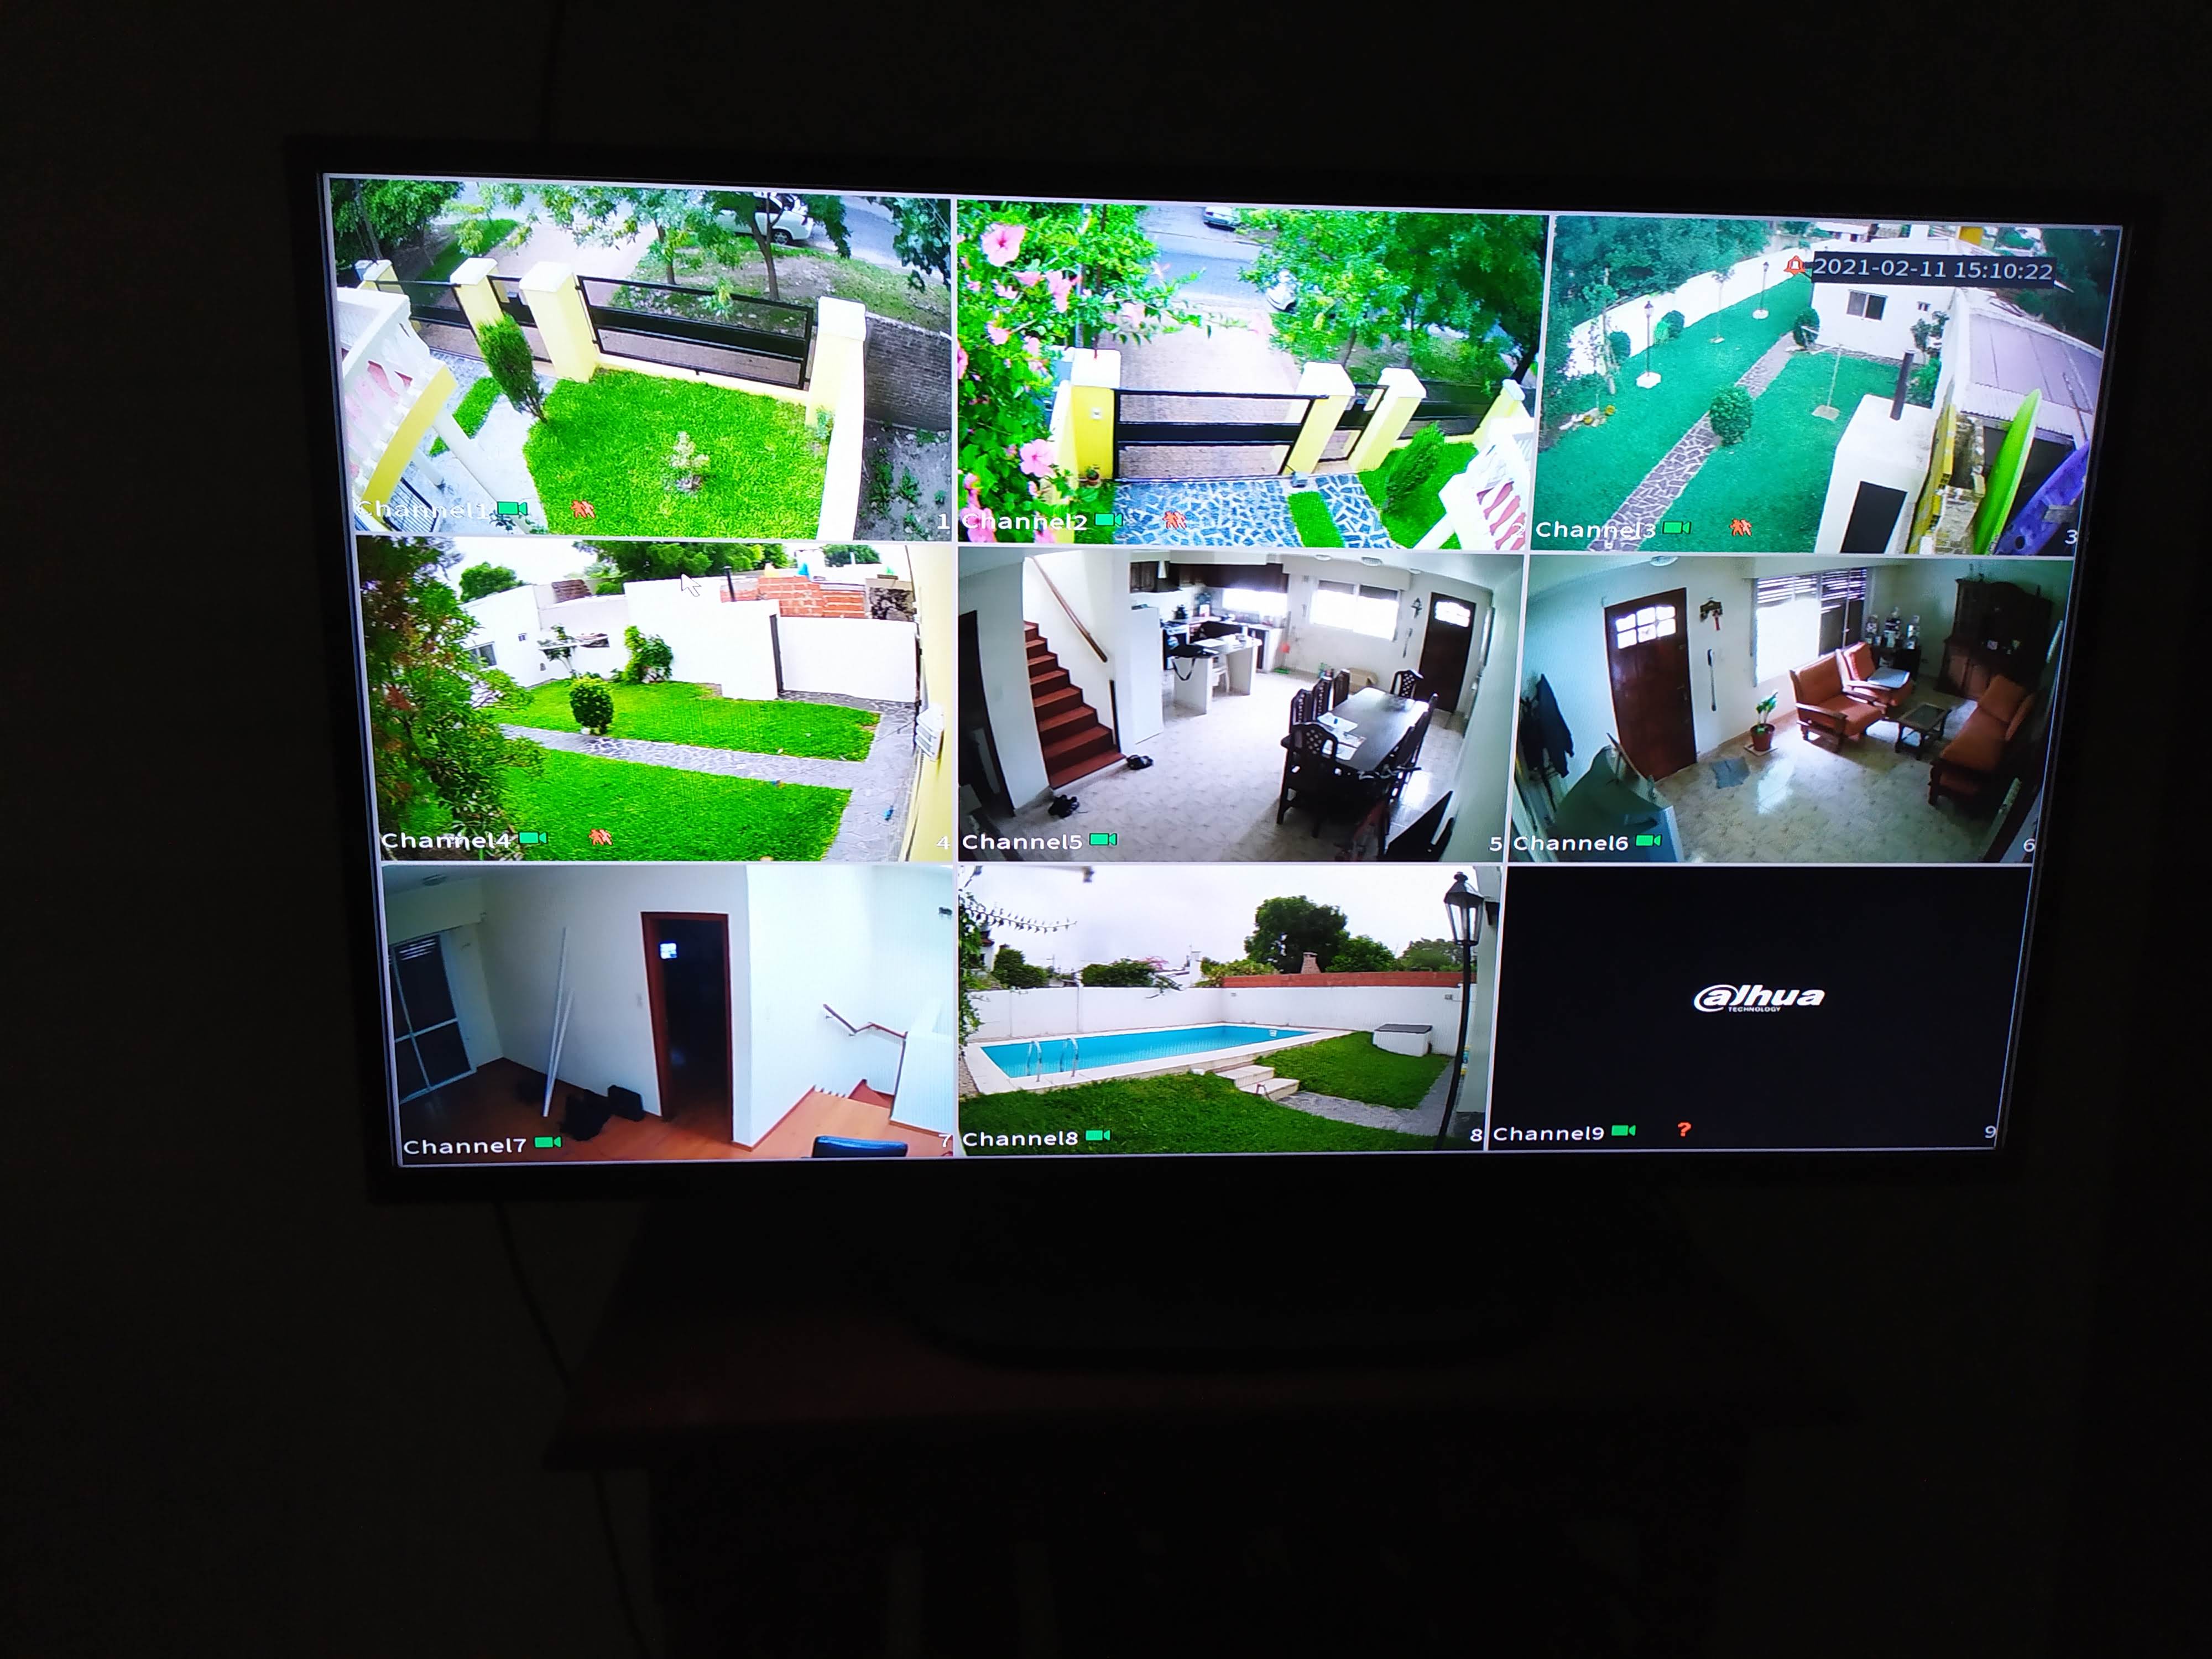 2021-02-11 15:10:22
Channel1 1
Channel2 2
Channel3 3
Channel4 4
Channel5 5
Channel6 6
Channel7 7
Channel8 8
alhua
TECHNOLOGY
Channel9 ? 9